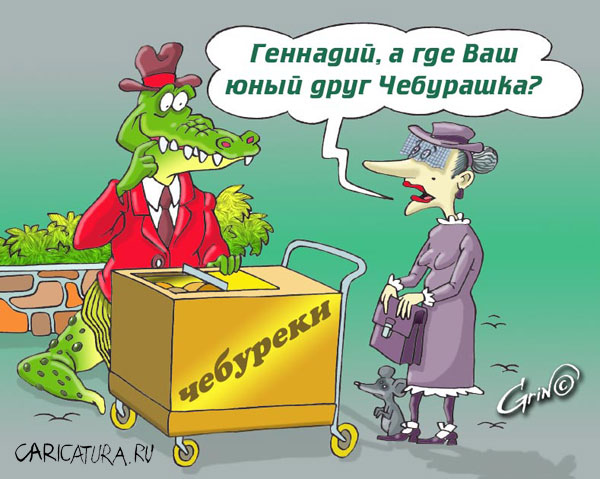 Геннадий, а где Ваш
юный друг Чебурашка?
чебуреки
Grin ©
CARICATURA.RU